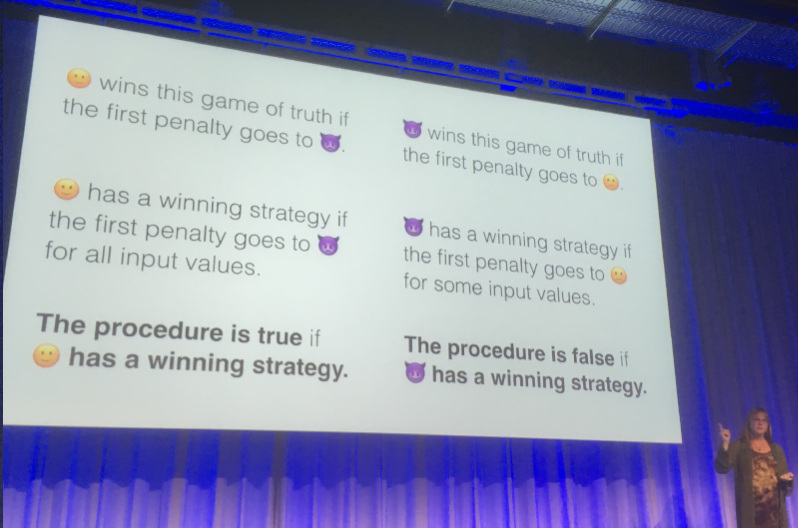 🙂 wins this game of truth if
the first penalty goes to 😈.
🙂 has a winning strategy if
the first penalty goes to 😈
for all input values.
The procedure is true if
🙂 has a winning strategy.
😈 wins this game of truth if
the first penalty goes to 🙂.
😈 has a winning strategy if
the first penalty goes to 🙂
for some input values.
The procedure is false if
😈 has a winning strategy.